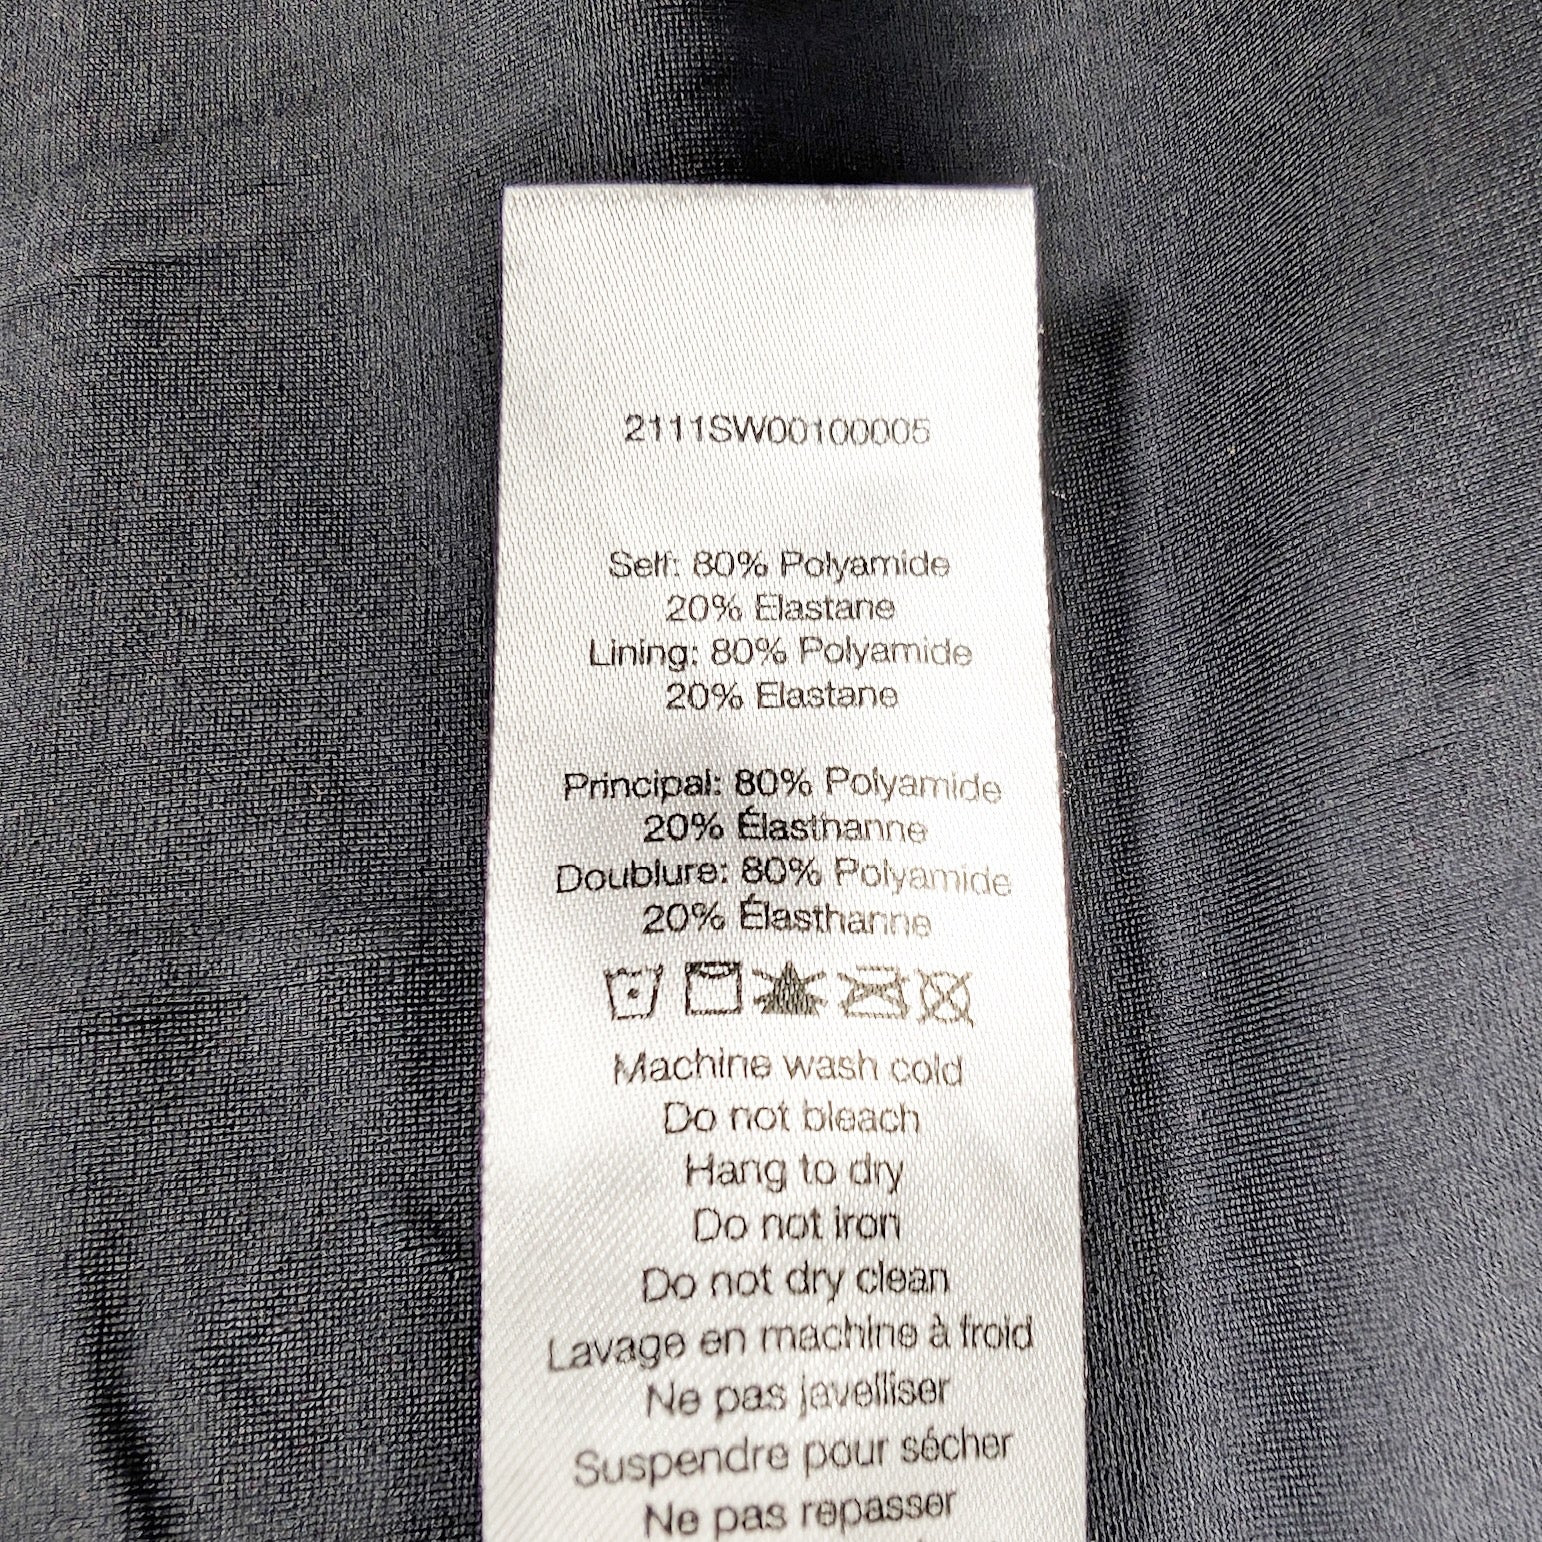 2111SW00100005
Self: 80% Polyamide
20% Elastane
Lining: 80% Polyamide
20% Elastane
Principal: 80% Polyamide
20% Élasthanne
Doublure: 80% Polyamide
20% Élasthanne
Machine wash cold
Do not bleach
Hang to dry
Do not iron
Do not dry clean
Lavage en machine à froid
Ne pas javelliser
Suspendre pour sécher
Ne pas repasser